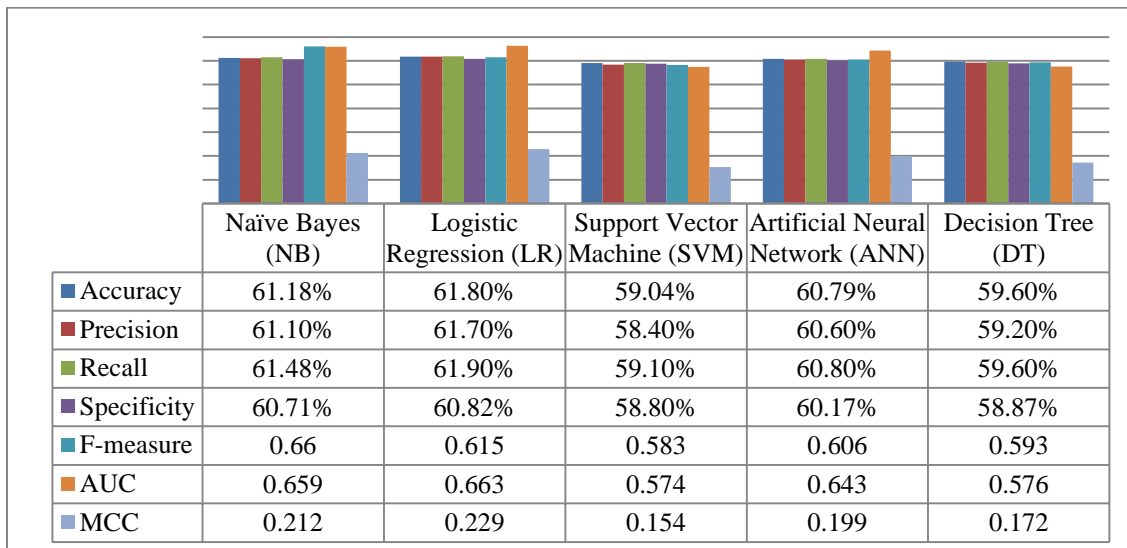 Naïve Bayes (NB) Logistic Regression (LR) Support Vector Machine (SVM) Artificial Neural Network (ANN) Decision Tree (DT)
Accuracy 61.18% 61.80% 59.04% 60.79% 59.60%
Precision 61.10% 61.70% 58.40% 60.60% 59.20%
Recall 61.48% 61.90% 59.10% 60.80% 59.60%
Specificity 60.71% 60.82% 58.80% 60.17% 58.87%
F-measure 0.66 0.615 0.583 0.606 0.593
AUC 0.659 0.663 0.574 0.643 0.576
MCC 0.212 0.229 0.154 0.199 0.172